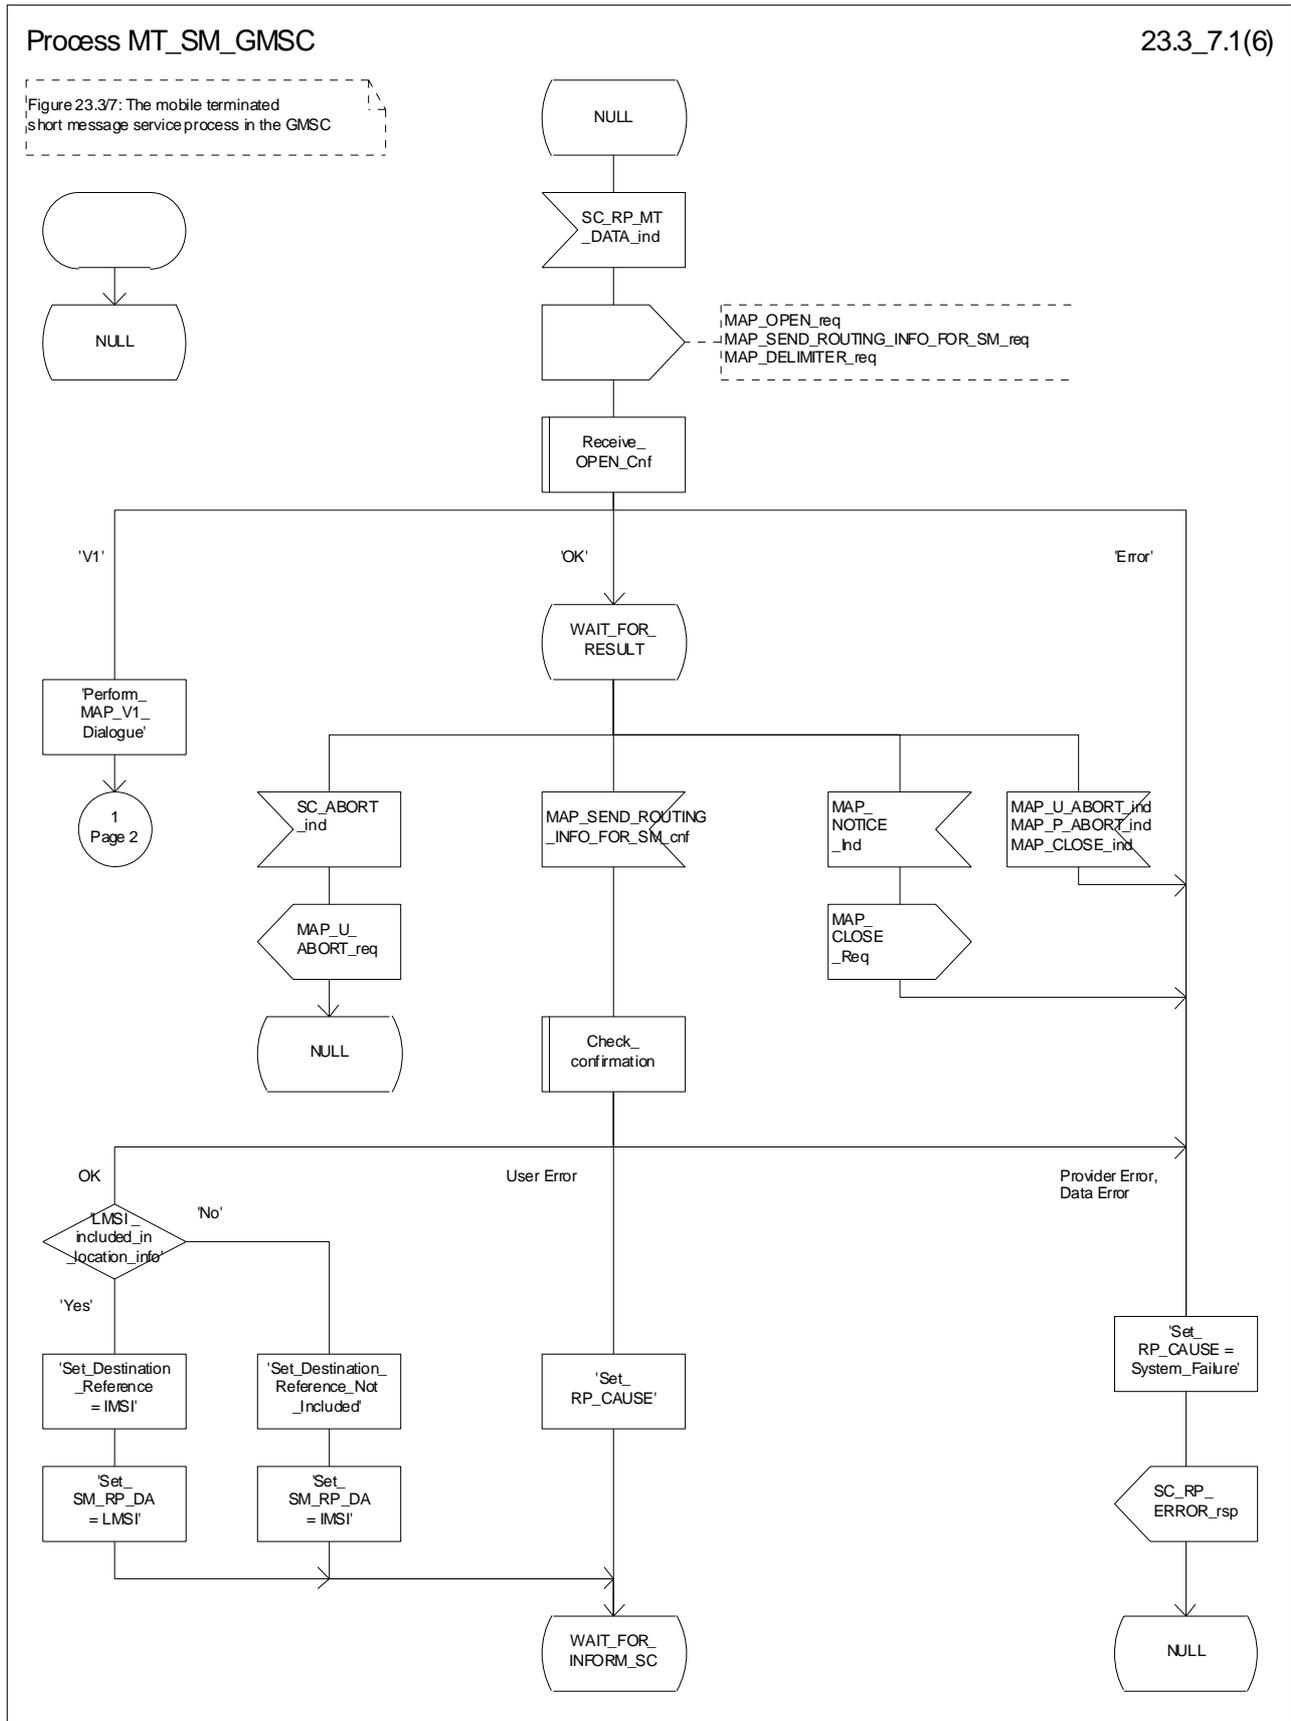 Process MT_SM_GMSC
23.3_7.1(6)
Figure 23.3/7: The mobile terminated
short message service process in the GMSC
NULL
SC_RP_MT
_DATA_ind
NULL
MAP_OPEN_req
MAP_SEND_ROUTING_INFO_FOR_SM_req
MAP_DELIMITER_req
Receive_
OPEN_Cnf
'V1'
'OK'
'Error'
WAIT_FOR_
RESULT
'Perform_
MAP_V1_
Dialogue'
1
Page 2
SC_ABORT
_ind
MAP_SEND_ROUTING
_INFO_FOR_SM_cnf
MAP_
NOTICE
_Ind
MAP_U_ABORT_ind
MAP_P_ABORT_ind
MAP_CLOSE_ind
MAP_U_
ABORT_req
MAP_
CLOSE
_Req
NULL
Check_
confirmation
OK
User Error
Provider Error,
Data Error
'LMSI_
included_in
_location_info'
'No'
'Yes'
'Set_Destination
_Reference
= IMSI'
'Set_Destination_
Reference_Not
_Included'
'Set_
RP_CAUSE'
'Set_
RP_CAUSE =
System_Failure'
'Set_
SM_RP_DA
= LMSI'
'Set_
SM_RP_DA
= IMSI'
SC_RP_
ERROR_rsp
WAIT_FOR_
INFORM_SC
NULL